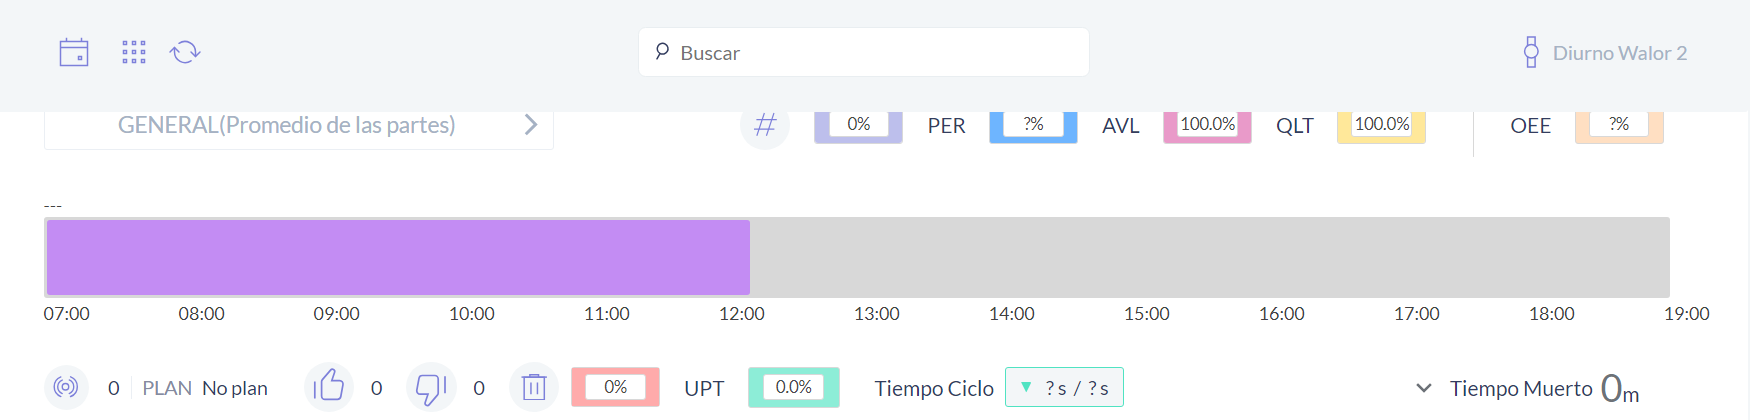 Buscar
Diurno Walor 2
GENERAL(Promedio de las partes)
# 0% PER ?% AVL 100.0% QLT 100.0% OEE ?%
---
07:00 08:00 09:00 10:00 11:00 12:00 13:00 14:00 15:00 16:00 17:00 18:00 19:00
0 PLAN No plan 0 0 0% UPT 0.0% Tiempo Ciclo ?s / ?s Tiempo Muerto 0m